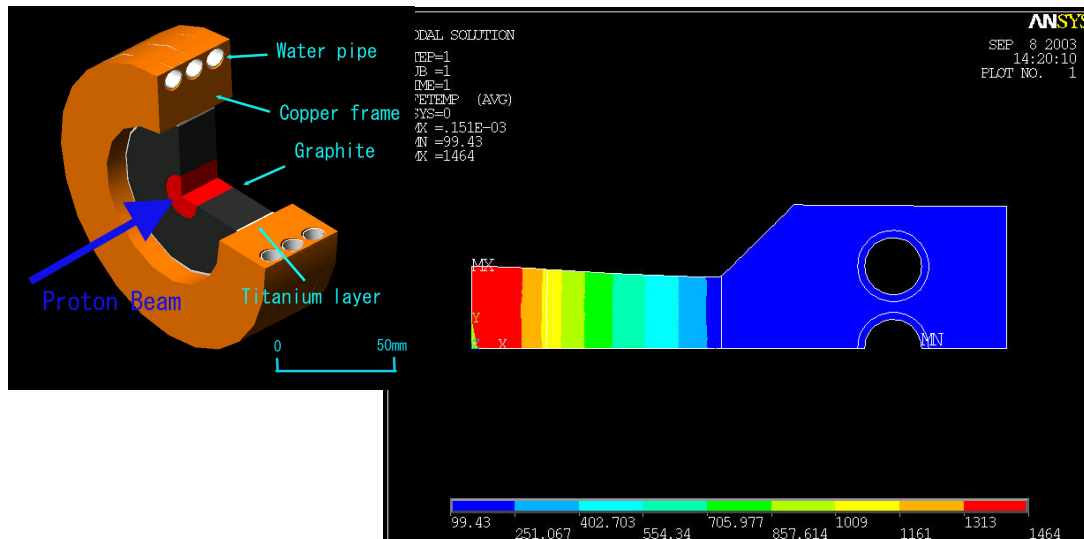 Water pipe
Copper frame
Graphite
Titanium layer
Proton Beam
0 50mm
ANSYS
SEP 8 2003
14:20:10
PLOT NO. 1
DAL SOLUTION
TEP=1
UB =1
IME=1
FETEMP (AVG)
SYS=0
MX =.151E-03
MN =99.43
MX =1464
MX
Y
X
MN
99.43 402.703 705.977 1009 1313
251.067 554.34 857.614 1161 1464